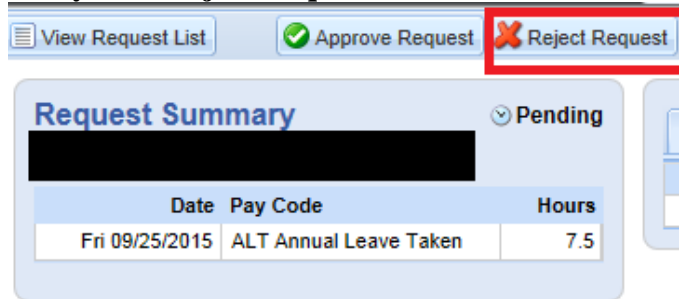 View Request List Approve Request Reject Request
Request Summary Pending
Date Pay Code Hours
Fri 09/25/2015 ALT Annual Leave Taken 7.5